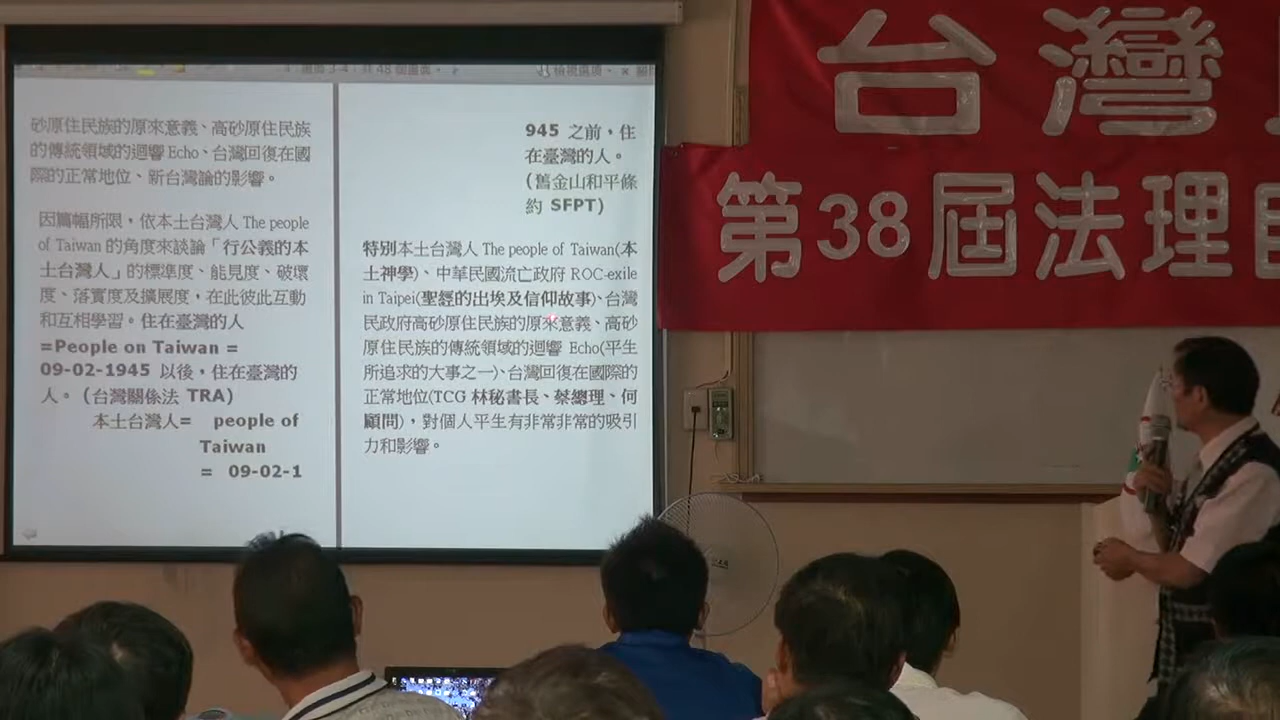 砂原住民族的原來意義、高砂原住民族
的傳統領域的迴響 Echo、台灣回復在國
際的正常地位、新台灣論的影響。
因篇幅所限，依本土台灣人 The people
of Taiwan 的角度來談論「行公義的本
土台灣人」的標準度、能見度、破壞
度、落實度及擴展度，在此彼此互動
和互相學習。住在臺灣的人
=People on Taiwan =
09-02-1945 以後，住在臺灣的
人。（台灣關係法 TRA）
本土台灣人= people of
Taiwan
= 09-02-1
945 之前，住
在臺灣的人。
（舊金山和平條
約 SFPT）
特別本土台灣人 The people of Taiwan(本
土神學)、中華民國流亡政府 ROC-exile
in Taipei(聖經的出埃及信仰故事)、台灣
民政府高砂原住民族的原來意義、高砂
原住民族的傳統領域的迴響 Echo(平生
所追求的大事之一)、台灣回復在國際的
正常地位(TCG 林秘書長、蔡總理、何
顧問)，對個人平生有非常非常的吸引
力和影響。
台灣
第38屆法理